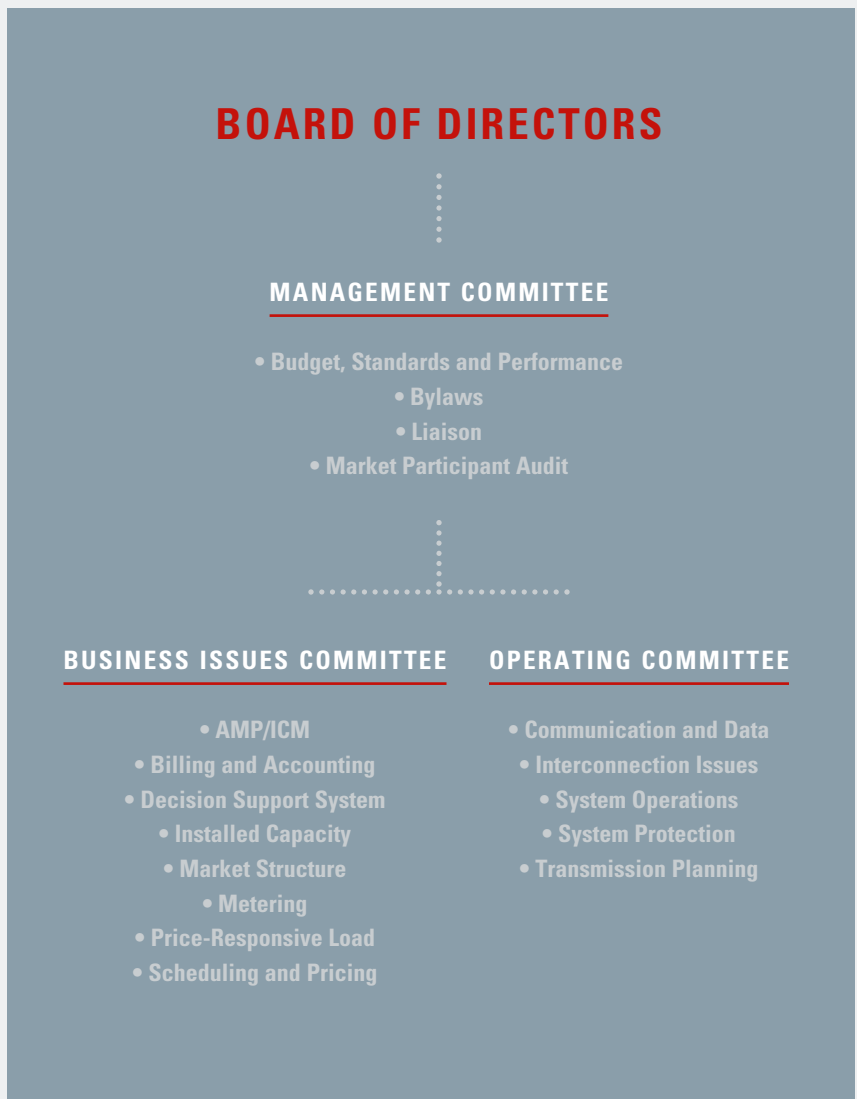 BOARD OF DIRECTORS
MANAGEMENT COMMITTEE
• Budget, Standards and Performance
• Bylaws
• Liaison
• Market Participant Audit
BUSINESS ISSUES COMMITTEE
• AMP/ICM
• Billing and Accounting
• Decision Support System
• Installed Capacity
• Market Structure
• Metering
• Price-Responsive Load
• Scheduling and Pricing
OPERATING COMMITTEE
• Communication and Data
• Interconnection Issues
• System Operations
• System Protection
• Transmission Planning